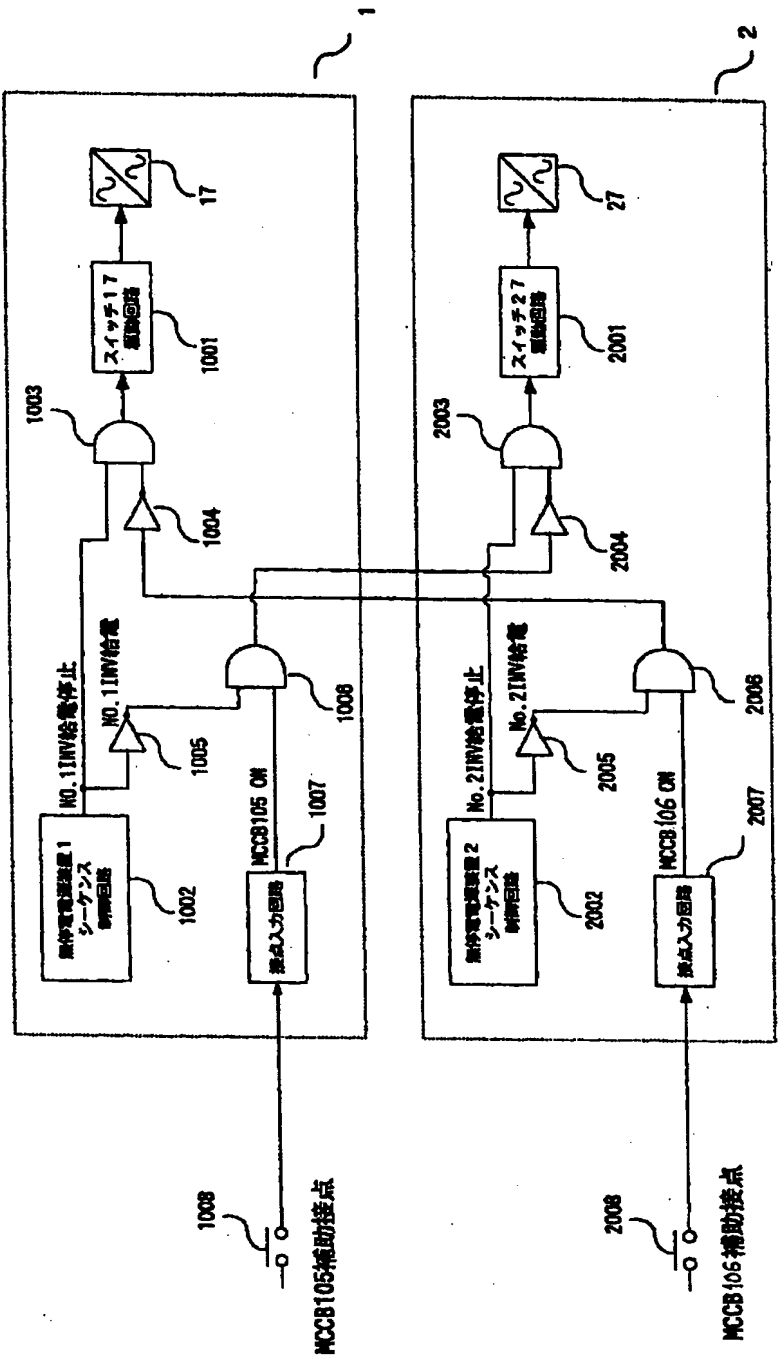 1
無停電電源装置1
シーケンス
制御回路
1002
NO.1INV給電停止
NO.1INV給電
1005
1003
1004
スイッチ17
駆動回路
1001
17
MCCB105補助接点
1008
接点入力回路
1007
MCCB105 ON
1006
2
無停電電源装置2
シーケンス
制御回路
2002
No.2INV給電停止
No.2INV給電
2005
2003
2004
スイッチ27
駆動回路
2001
27
MCCB106補助接点
2008
接点入力回路
2007
MCCB106 ON
2006